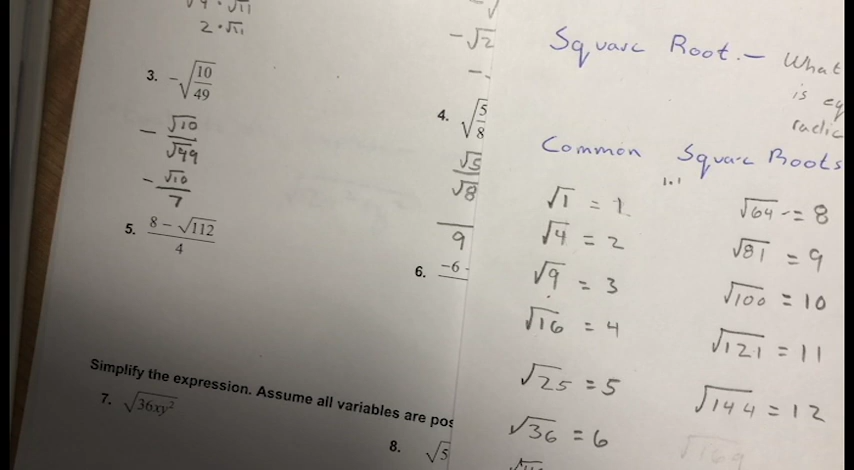 2 · √11
3. -√(10/49)
- √10/√49
- √10/7
5. (8 - √112)/4
Simplify the expression. Assume all variables are pos
7. √36xy²
- √2
4. √(5/8)
√5/√8
9
6. -6
8. √5
Square Root. - What
is eq
radic
Common Square Roots
√1 = 1
√4 = 2
√9 = 3
√16 = 4
√25 = 5
√36 = 6
√64 = 8
√81 = 9
√100 = 10
√121 = 11
√144 = 12
√169